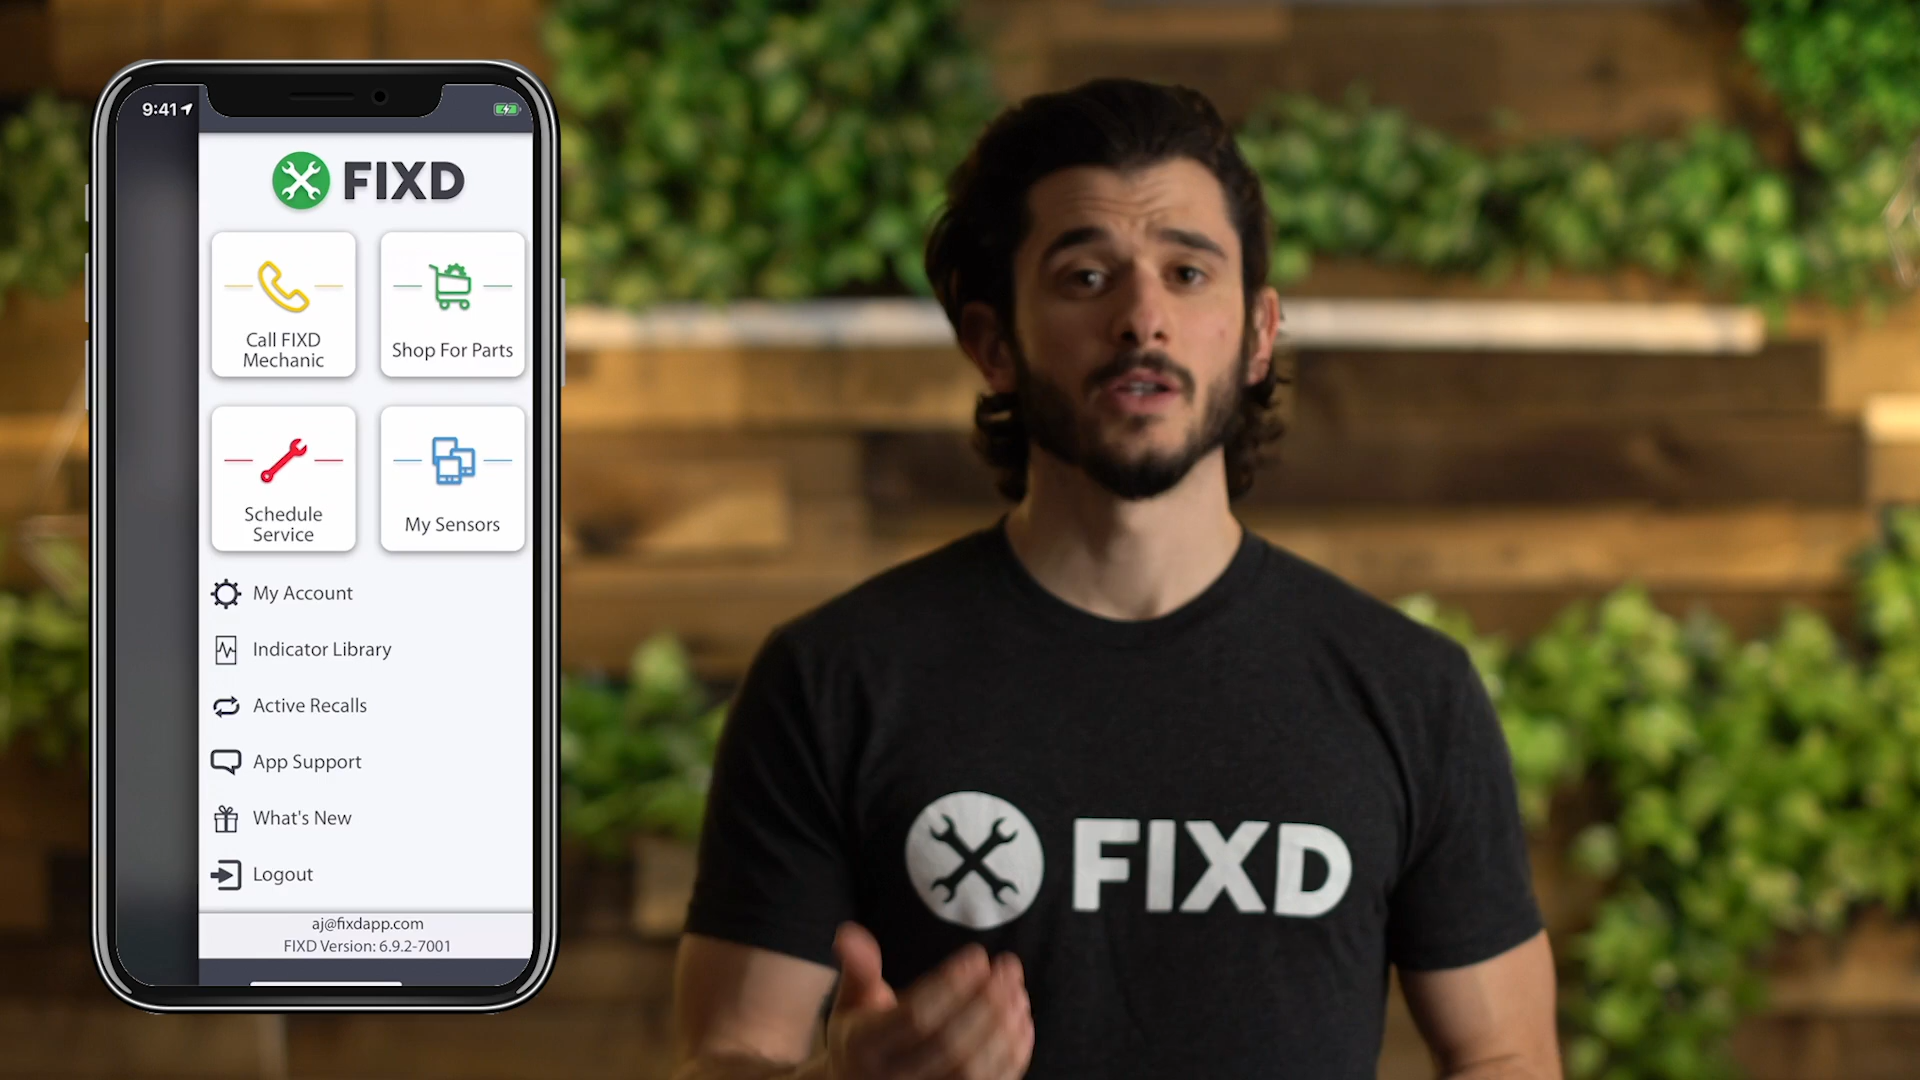 9:41
FIXD
Call FIXD
Mechanic
Shop For Parts
Schedule
Service
My Sensors
My Account
Indicator Library
Active Recalls
App Support
What's New
Logout
aj@fixdapp.com
FIXD Version: 6.9.2-7001
FIXD